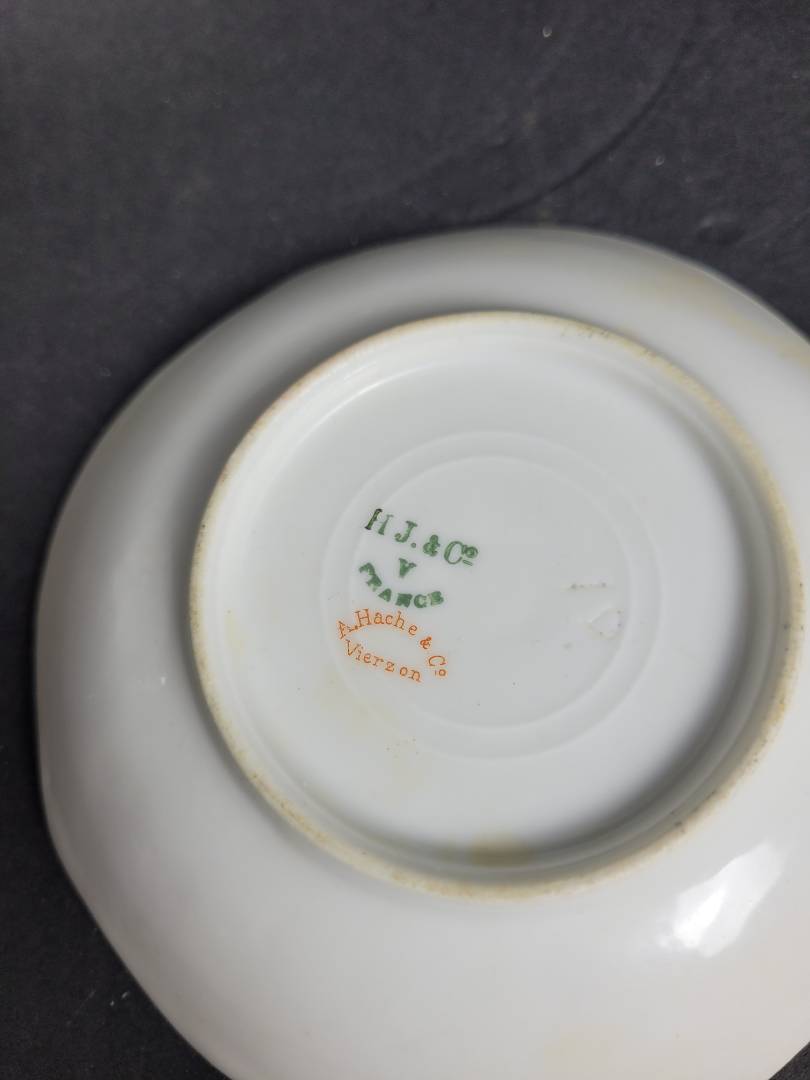 H J. & Co
V
FRANCE
A. Hache & Co.
Vierzon